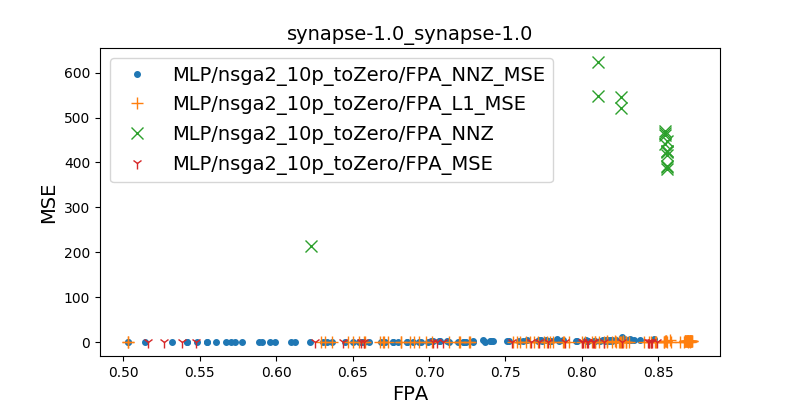 synapse-1.0_synapse-1.0
MLP/nsga2_10p_toZero/FPA_NNZ_MSE
MLP/nsga2_10p_toZero/FPA_L1_MSE
MLP/nsga2_10p_toZero/FPA_NNZ
MLP/nsga2_10p_toZero/FPA_MSE
MSE
600
500
400
300
200
100
0
0.50 0.55 0.60 0.65 0.70 0.75 0.80 0.85
FPA